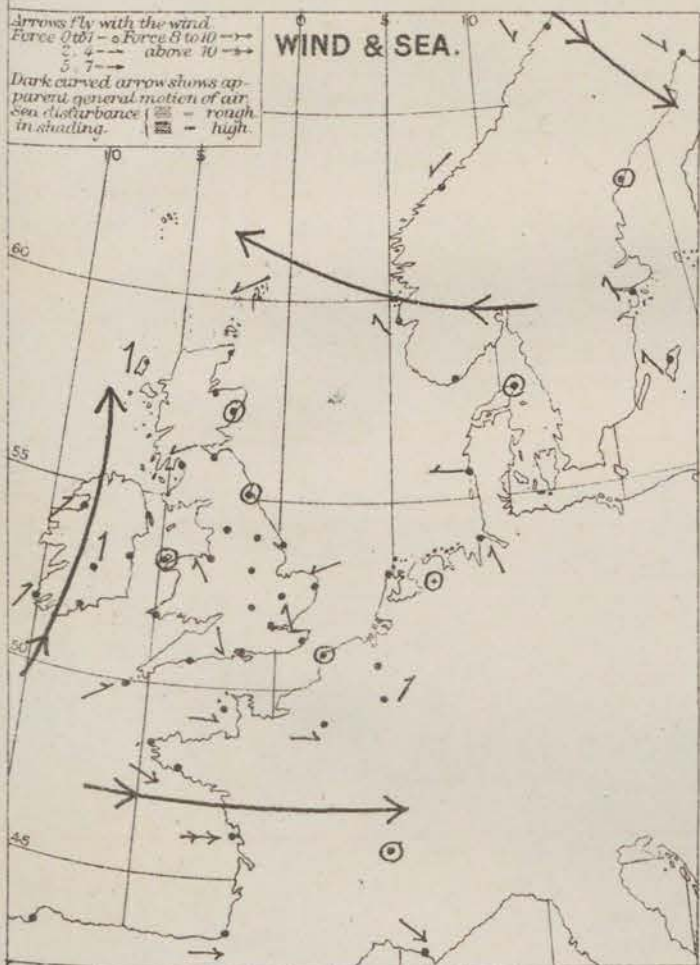 Arrows fly with the wind
Force 0 to 1 - o Force 8 to 10
2. 4 above 10
5. 7
Dark curved arrow shows ap-
parent general motion of air.
Sea disturbance { = rough.
in shading. { - high.
WIND & SEA.
0 10
10 5
60
55
50
45